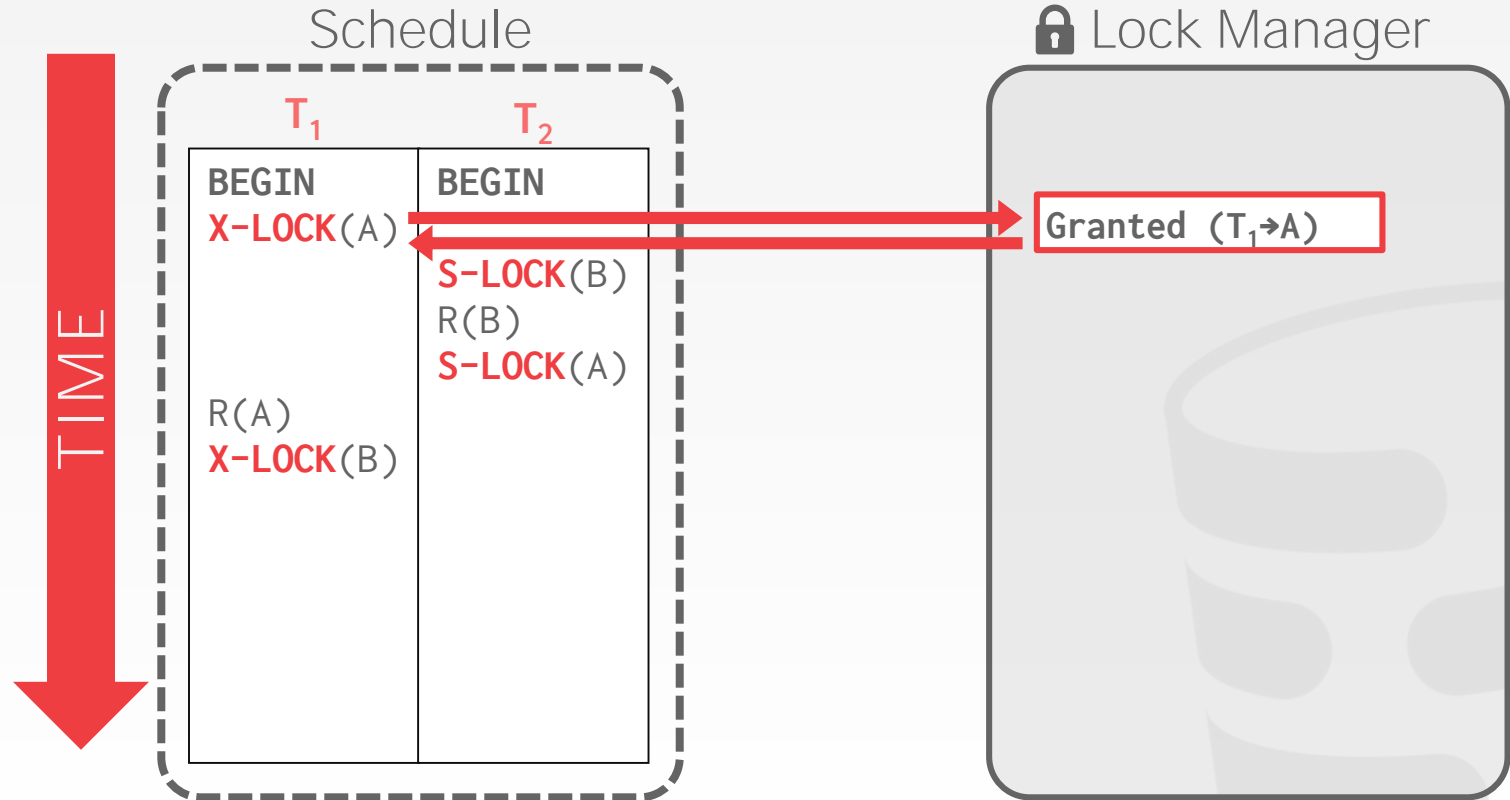 Schedule
Lock Manager
TIME
T₁ T₂
BEGIN BEGIN
X-LOCK(A)
Granted (T₁→A)
S-LOCK(B)
R(B)
S-LOCK(A)
R(A)
X-LOCK(B)